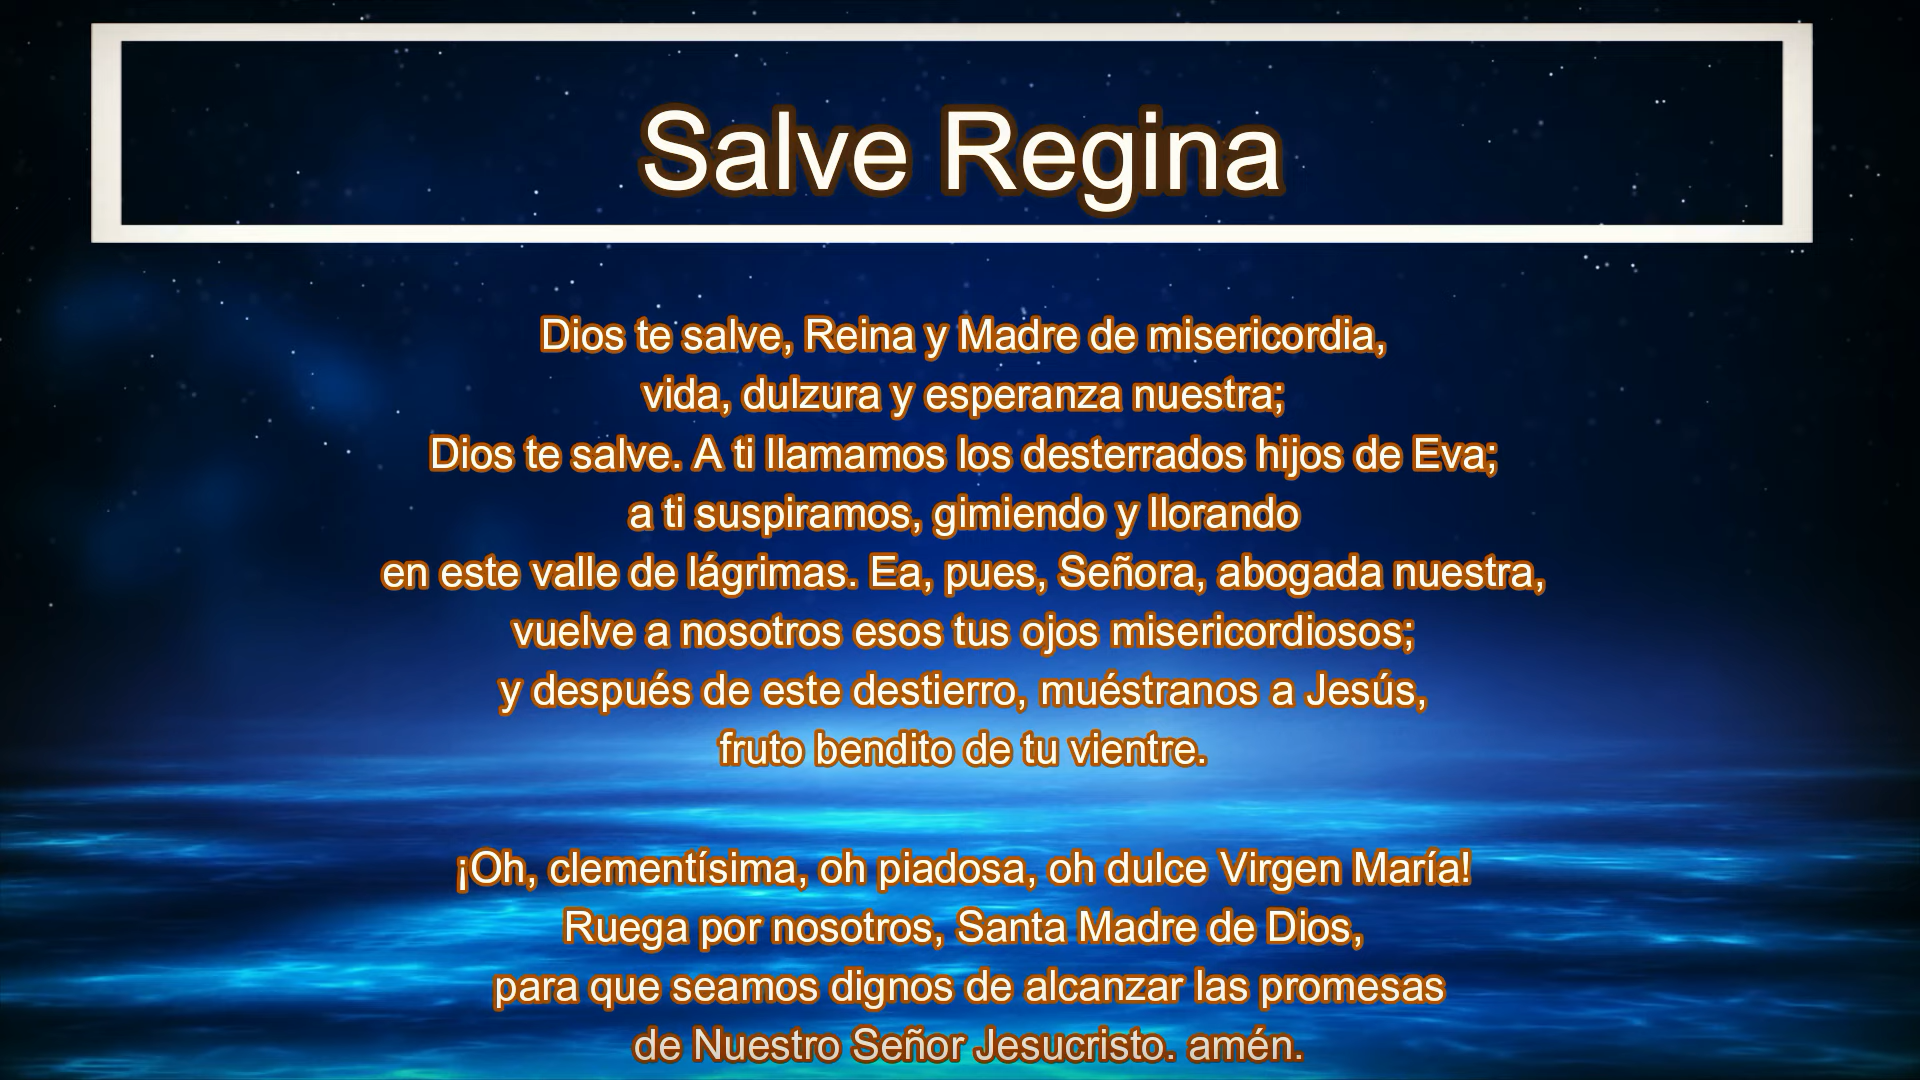 Salve Regina
Dios te salve, Reina y Madre de misericordia,
vida, dulzura y esperanza nuestra;
Dios te salve. A ti llamamos los desterrados hijos de Eva;
a ti suspiramos, gimiendo y llorando
en este valle de lágrimas. Ea, pues, Señora, abogada nuestra,
vuelve a nosotros esos tus ojos misericordiosos;
y después de este destierro, muéstranos a Jesús,
fruto bendito de tu vientre.
¡Oh, clementísima, oh piadosa, oh dulce Virgen María!
Ruega por nosotros, Santa Madre de Dios,
para que seamos dignos de alcanzar las promesas
de Nuestro Señor Jesucristo. amén.